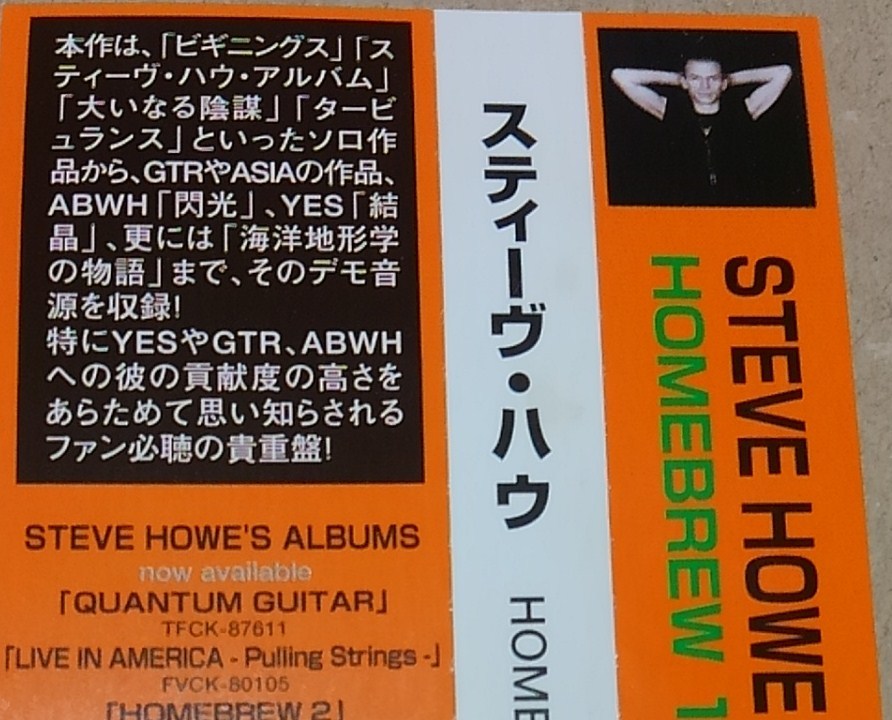 本作は、「ビギニングス」「ス
ティーヴ・ハウ・アルバム」
「大いなる陰謀」「タービ
ュランス」といったソロ作
品から、GTRやASIAの作品、
ABWH「閃光」、YES「結
晶」、更には「海洋地形学
の物語」まで、そのデモ音
源を収録!
特にYESやGTR、ABWH
への彼の貢献度の高さを
あらためて思い知らされる
ファン必聴の貴重盤!
STEVE HOWE'S ALBUMS
now available
「QUANTUM GUITAR」
TFCK-87611
「LIVE IN AMERICA - Pulling Strings -」
FVCK-80105
「HOMEBREW 2」
スティーヴ・ハウ HOME
STEVE HOWE
HOMEBREW 1